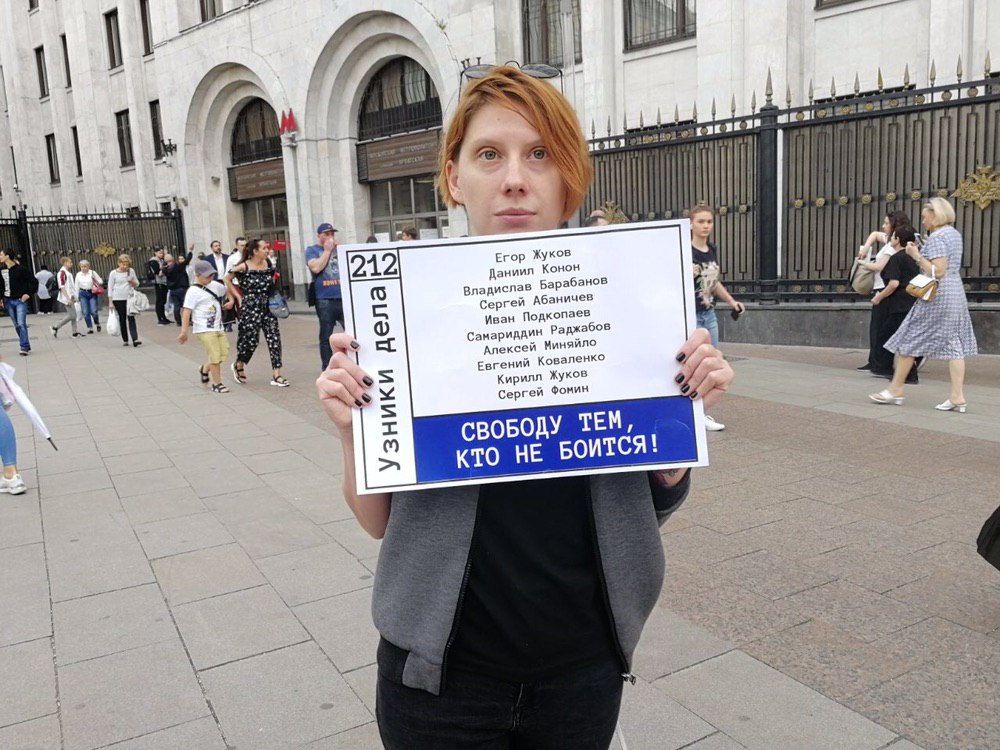 Узники дела
212
Егор Жуков
Даниил Конон
Владислав Барабанов
Сергей Абаничев
Иван Подкопаев
Самариддин Раджабов
Алексей Миняйло
Евгений Коваленко
Кирилл Жуков
Сергей Фомин
СВОБОДУ ТЕМ,
КТО НЕ БОИТСЯ!
М